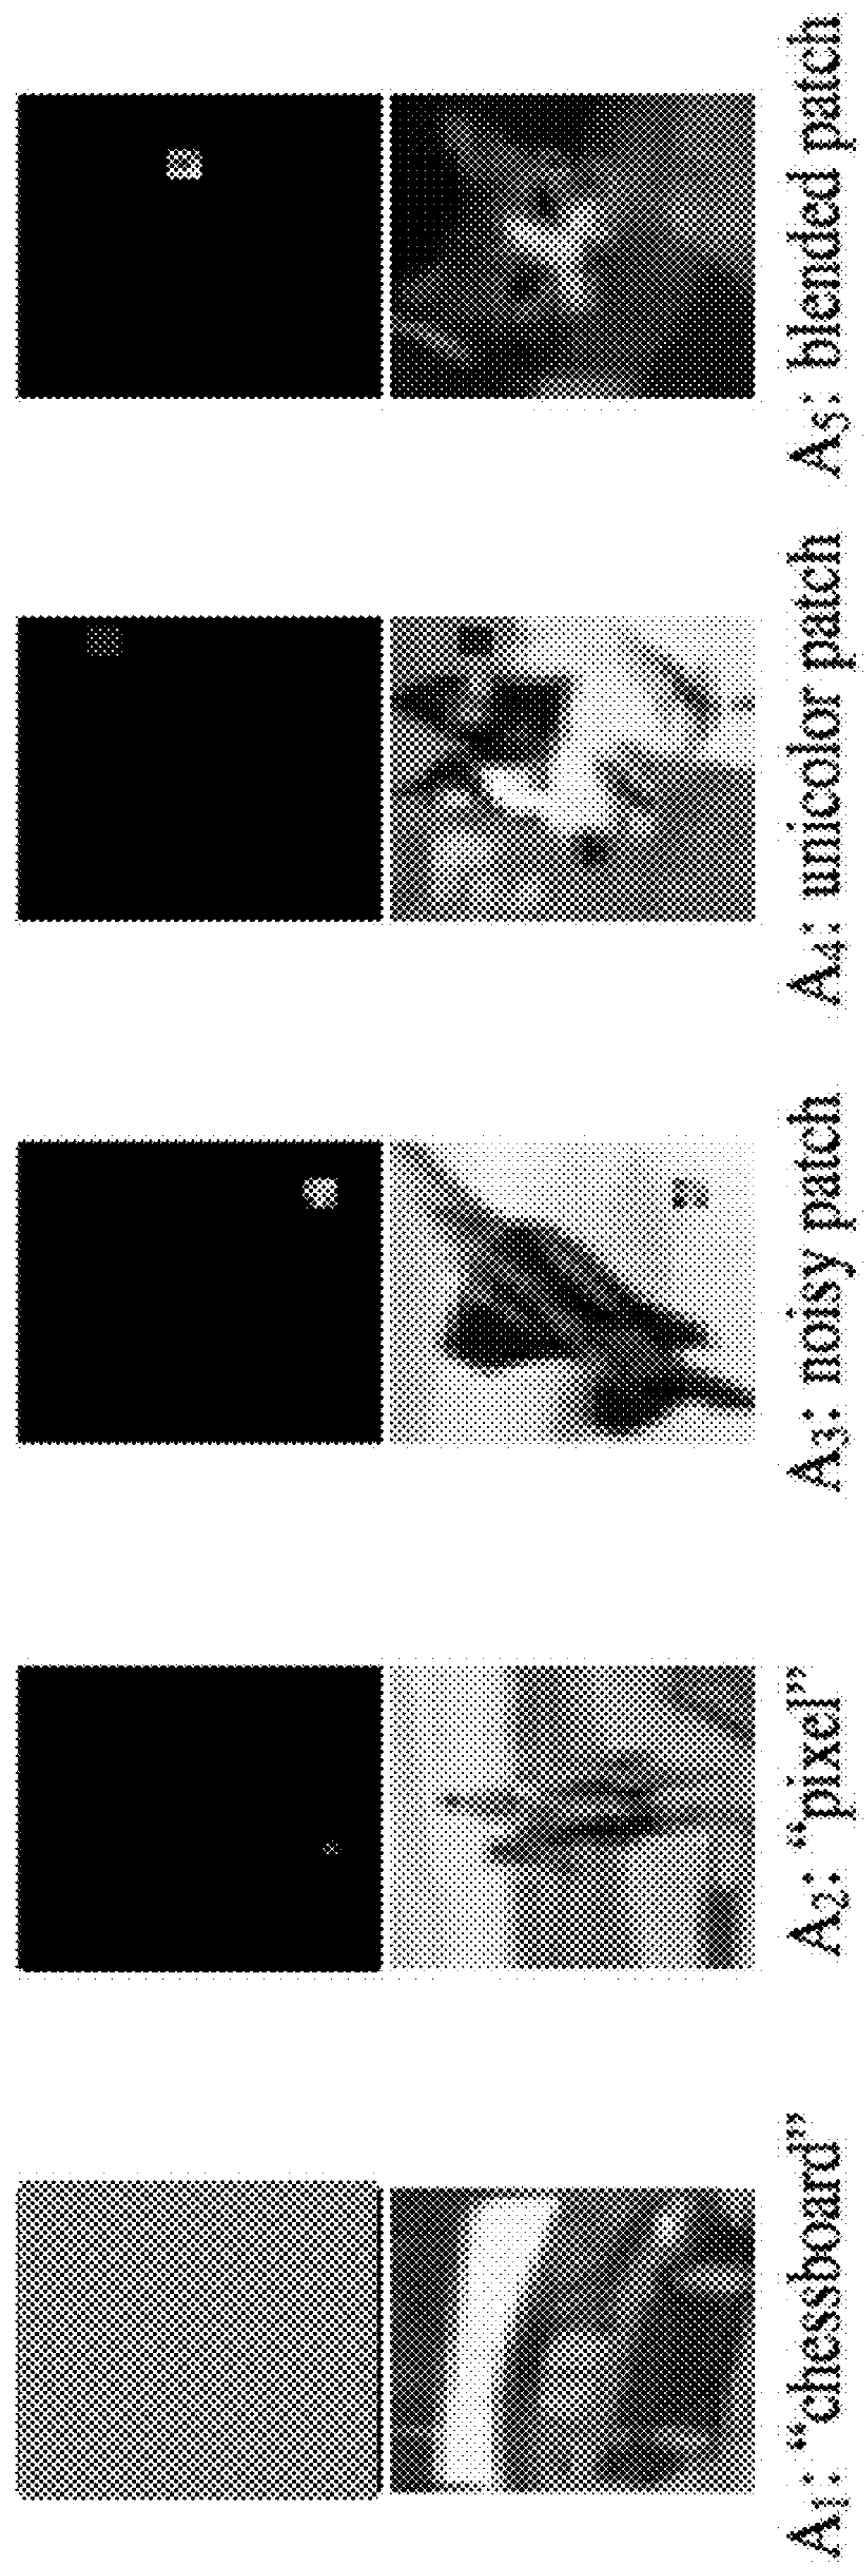 A₁: “chessboard”
A₂: “pixel”
A₃: noisy patch
A₄: unicolor patch
A₅: blended patch